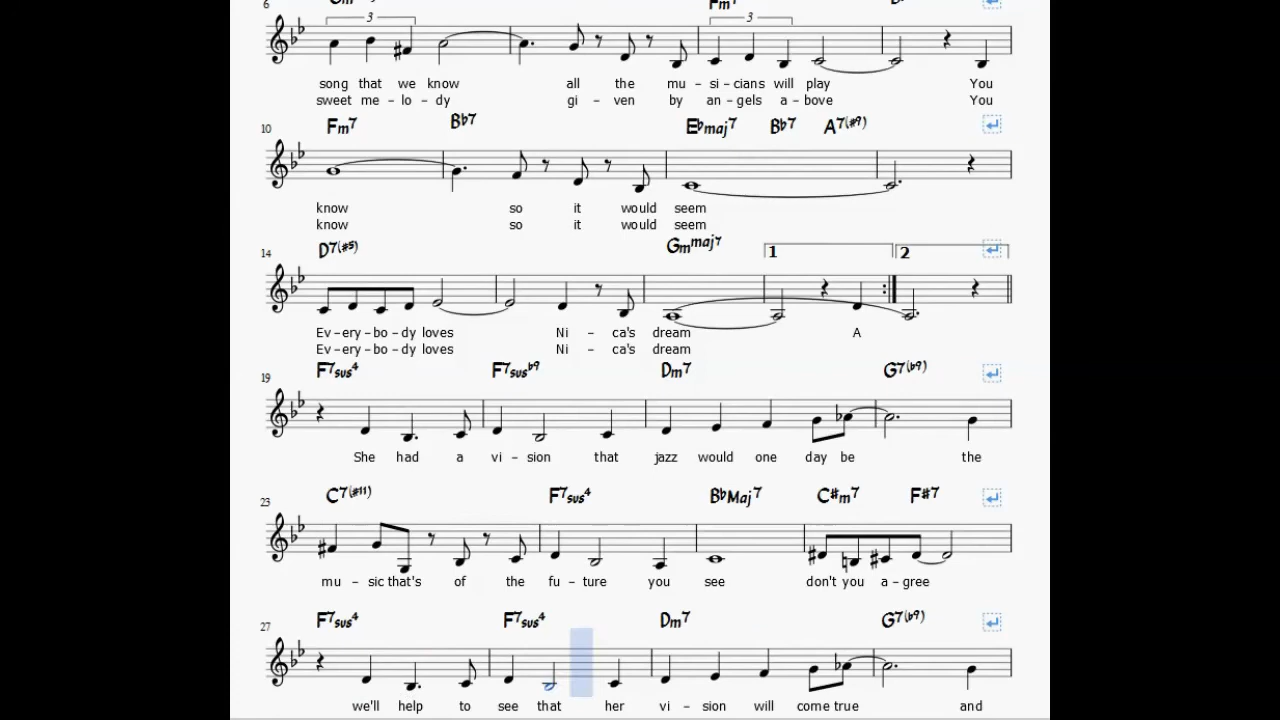 6 3 Fm7 3
song that we know all the mu – si – cians will play You
sweet me – lo – dy gi – ven by an – gels a – bove You
10 Fm7 Bb7 Ebmaj7 Bb7 A7(#9)
know so it would seem
know so it would seem
14 D7(#5) Gmmaj7 1 2
Ev – ery – bo – dy loves Ni – ca's dream A
Ev – ery – bo – dy loves Ni – ca's dream
19 F7sus4 F7susb9 Dm7 G7(b9)
She had a vi – sion that jazz would one day be the
23 C7(#11) F7sus4 BbMaj7 C#m7 F#7
mu – sic that's of the fu – ture you see don't you a – gree
27 F7sus4 F7sus4 Dm7 G7(b9)
we'll help to see that her vi – sion will come true and